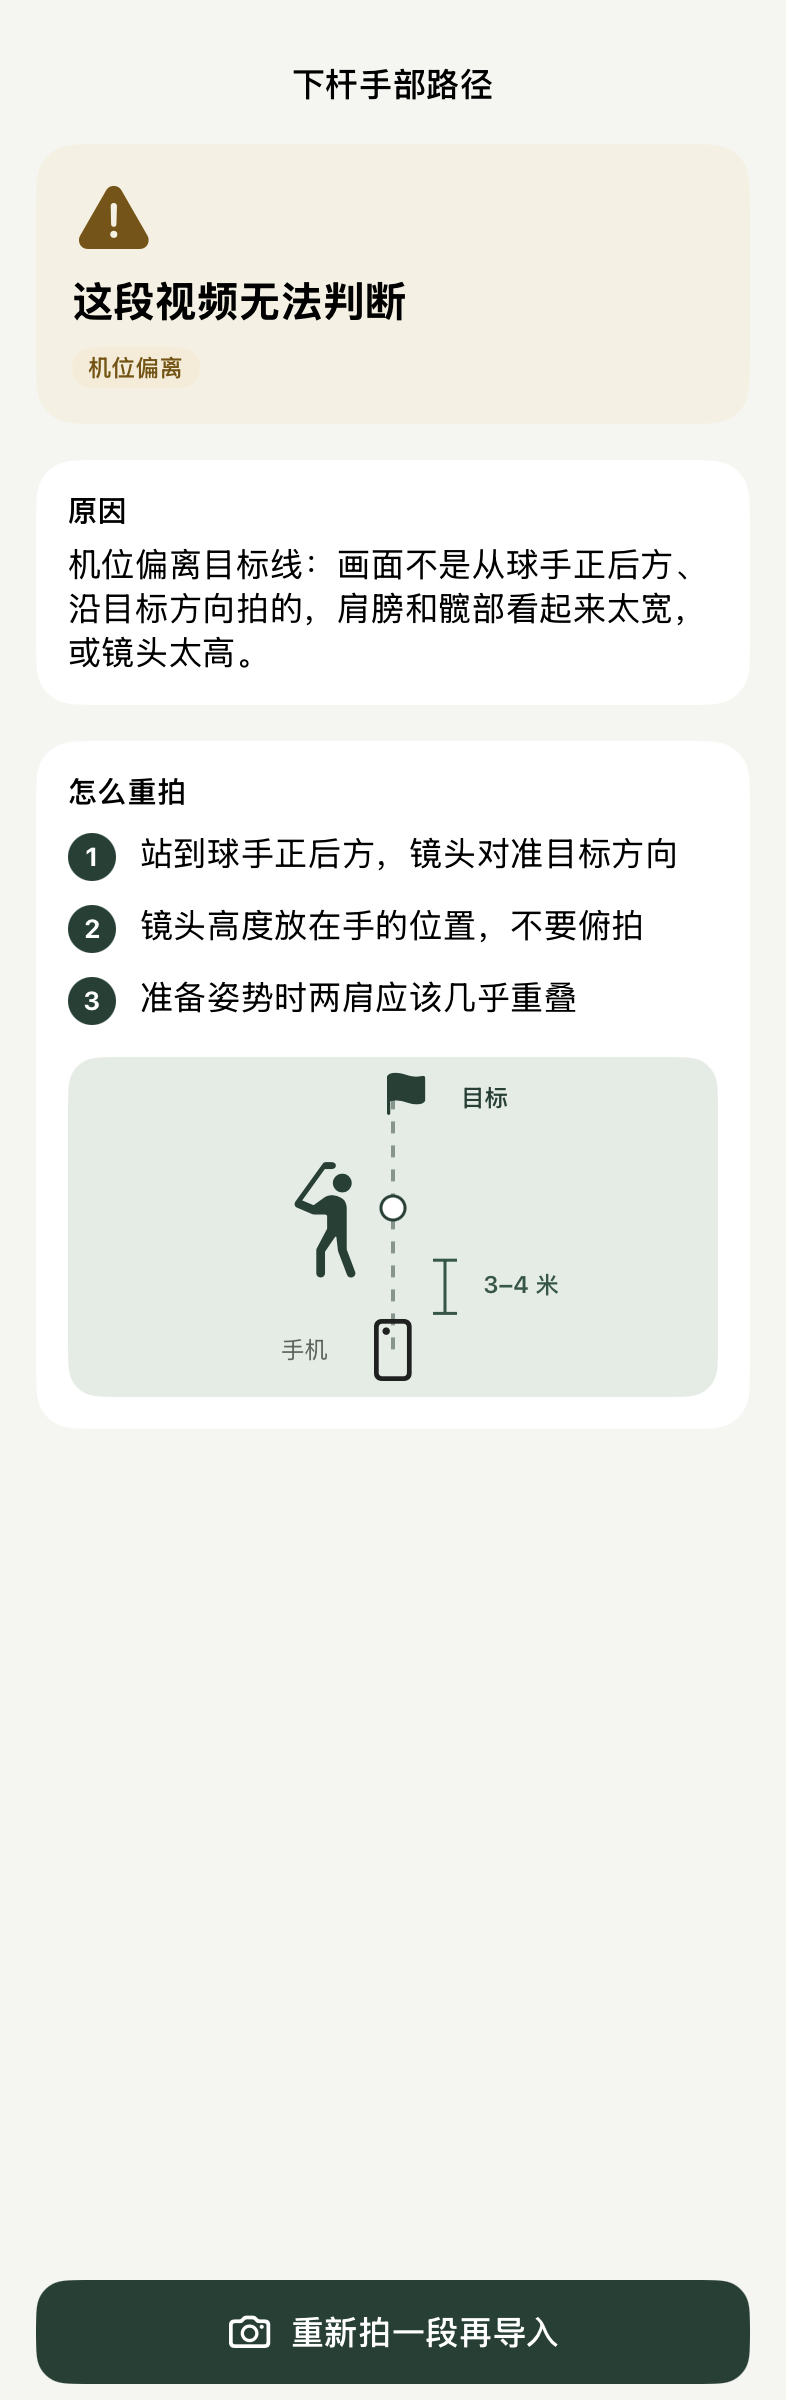 下杆手部路径
这段视频无法判断
机位偏离
原因
机位偏离目标线：画面不是从球手正后方、
沿目标方向拍的，肩膀和髋部看起来太宽，
或镜头太高。
怎么重拍
1 站到球手正后方，镜头对准目标方向
2 镜头高度放在手的位置，不要俯拍
3 准备姿势时两肩应该几乎重叠
目标
3–4 米
手机
重新拍一段再导入